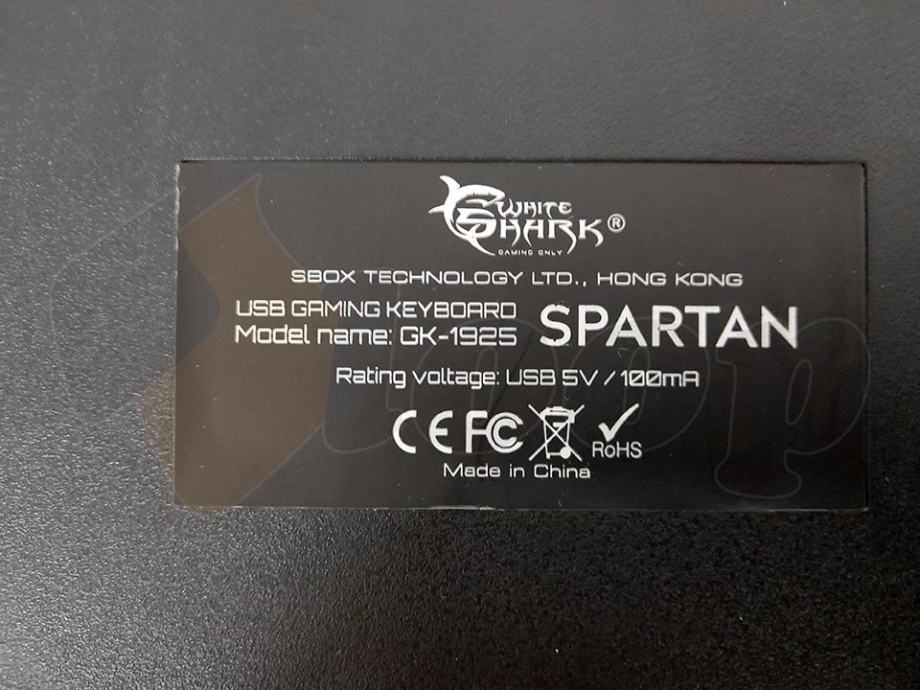 WHITE
SHARK®
GAMING ONLY
SBOX TECHNOLOGY LTD., HONG KONG
USB GAMING KEYBOARD
Model name: GK-1925
SPARTAN
Rating voltage: USB 5V / 100mA
CE FC RoHS
Made in China